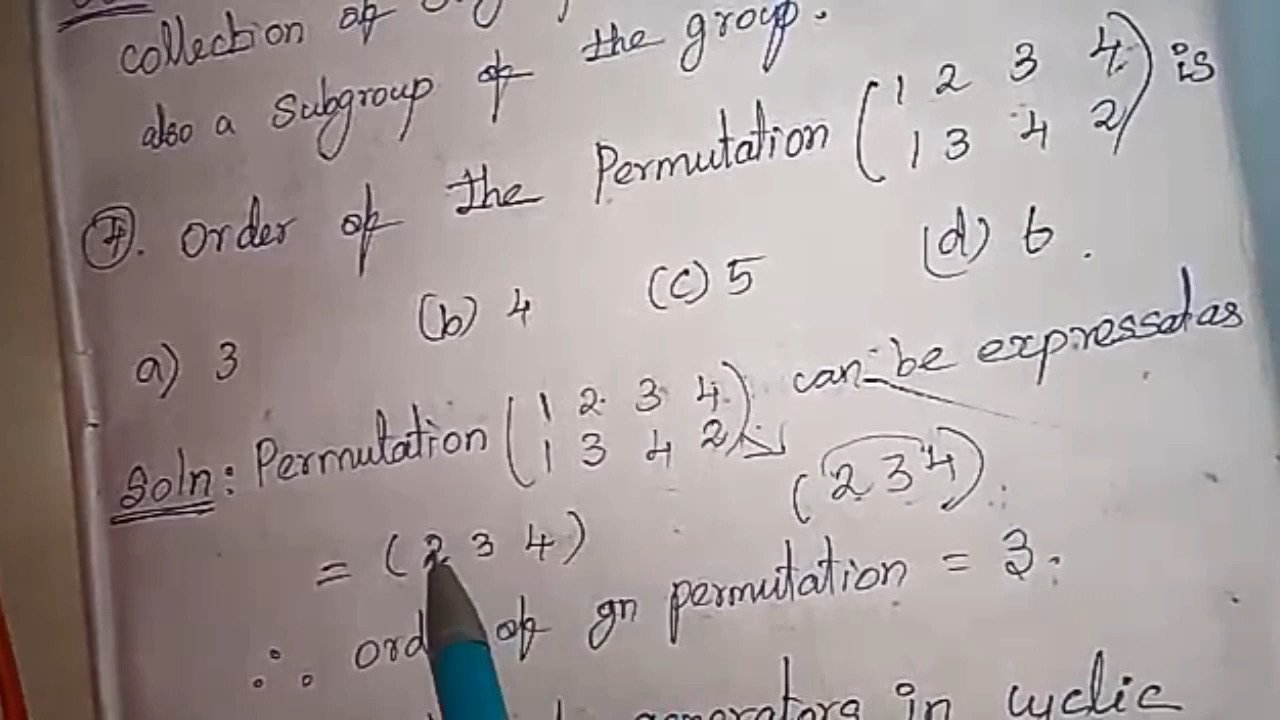 collection of
also a subgroup of the group.
7. Order of the Permutation (1 2 3 4
1 3 4 2) is
a) 3 (b) 4 (c) 5 (d) 6.
Soln: Permutation (1 2 3 4
1 3 4 2) can be expressed as
(2 3 4)
= (2 3 4)
∴ of gn permutation = 3.
in cyclic